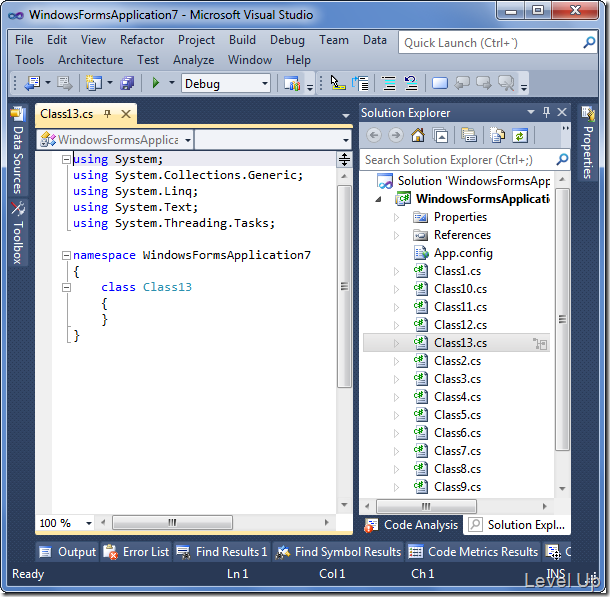 WindowsFormsApplication7 - Microsoft Visual Studio
File Edit View Refactor Project Build Debug Team Data
Quick Launch (Ctrl+`)
Tools Architecture Test Analyze Window Help
Debug
Data Sources
Toolbox
Class13.cs
WindowsFormsApplica
using System;
using System.Collections.Generic;
using System.Linq;
using System.Text;
using System.Threading.Tasks;
namespace WindowsFormsApplication7
{
class Class13
{
}
}
100 %
Solution Explorer
Search Solution Explorer (Ctrl+;)
Solution 'WindowsFormsApp
WindowsFormsApplicati
Properties
References
App.config
Class1.cs
Class10.cs
Class11.cs
Class12.cs
Class13.cs
Class2.cs
Class3.cs
Class4.cs
Class5.cs
Class6.cs
Class7.cs
Class8.cs
Class9.cs
Code Analysis Solution Expl...
Properties
Output Error List Find Results 1 Find Symbol Results Code Metrics Results C
Ready Ln 1 Col 1 Ch 1 INS
Level Up